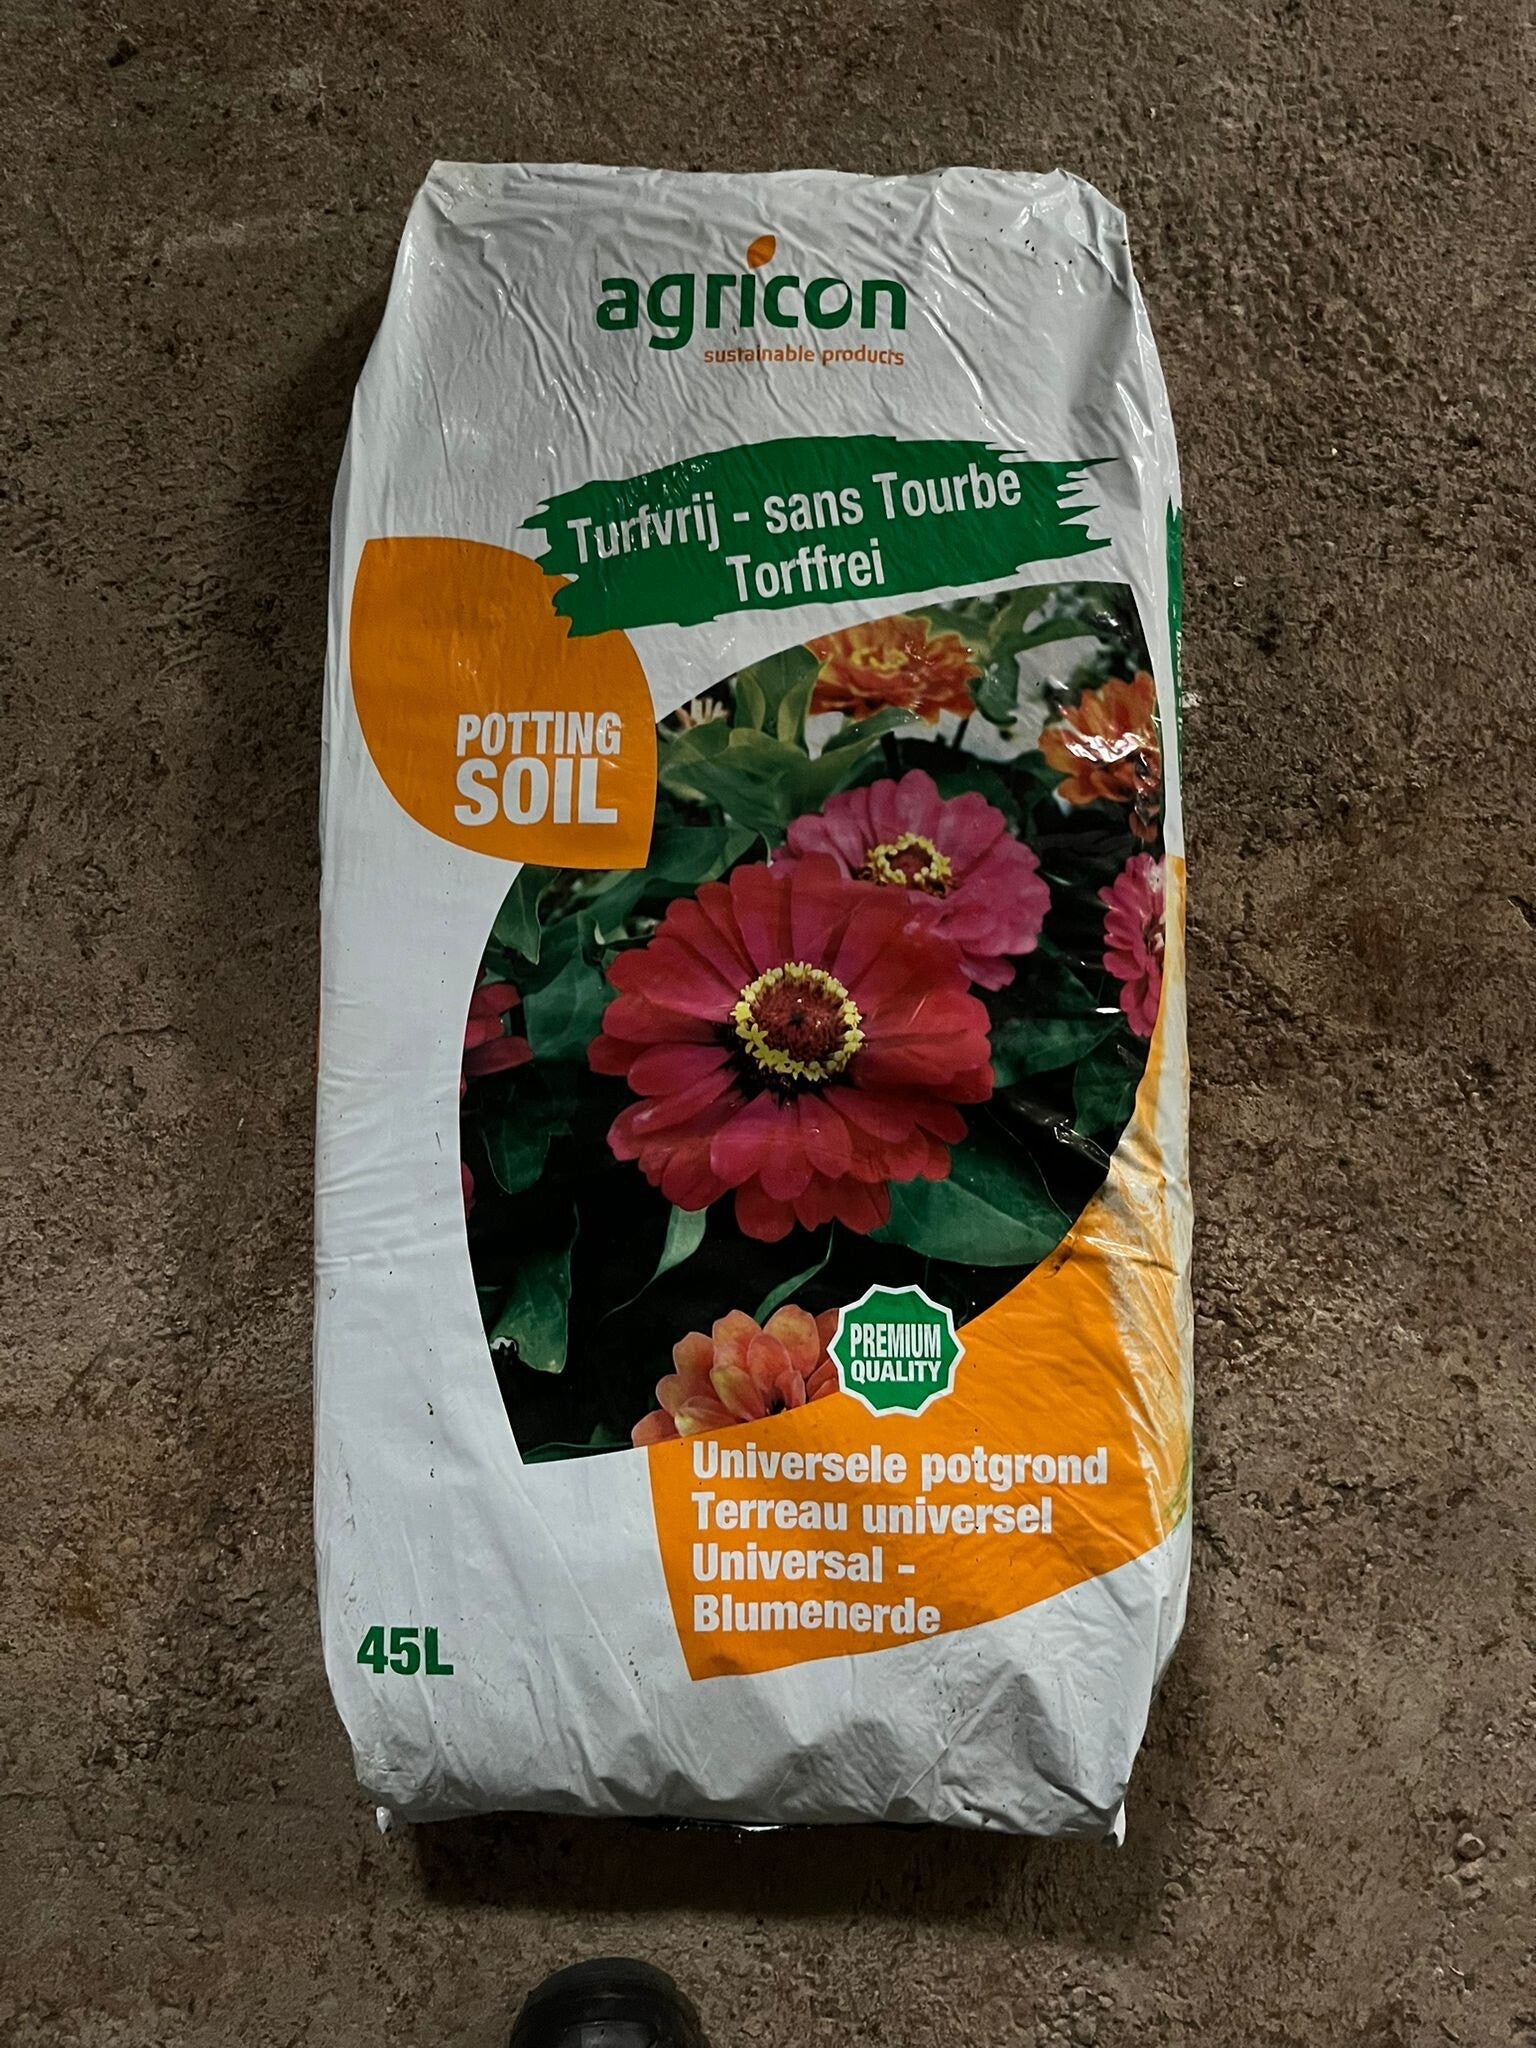 agricon
sustainable products
Turfvrij - sans Tourbe
Torffrei
POTTING
SOIL
PREMIUM
QUALITY
Universele potgrond
Terreau universel
Universal -
Blumenerde
45L